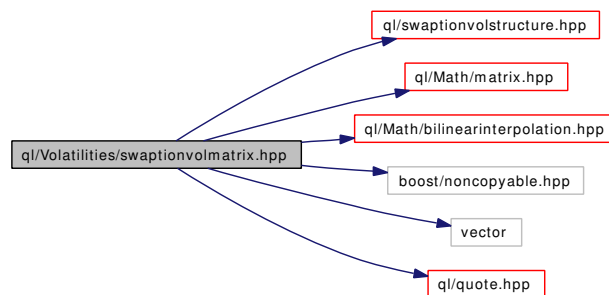 ql/swaptionvolstructure.hpp
ql/Math/matrix.hpp
ql/Math/bilinearinterpolation.hpp
ql/Volatilities/swaptionvolmatrix.hpp
boost/noncopyable.hpp
vector
ql/quote.hpp